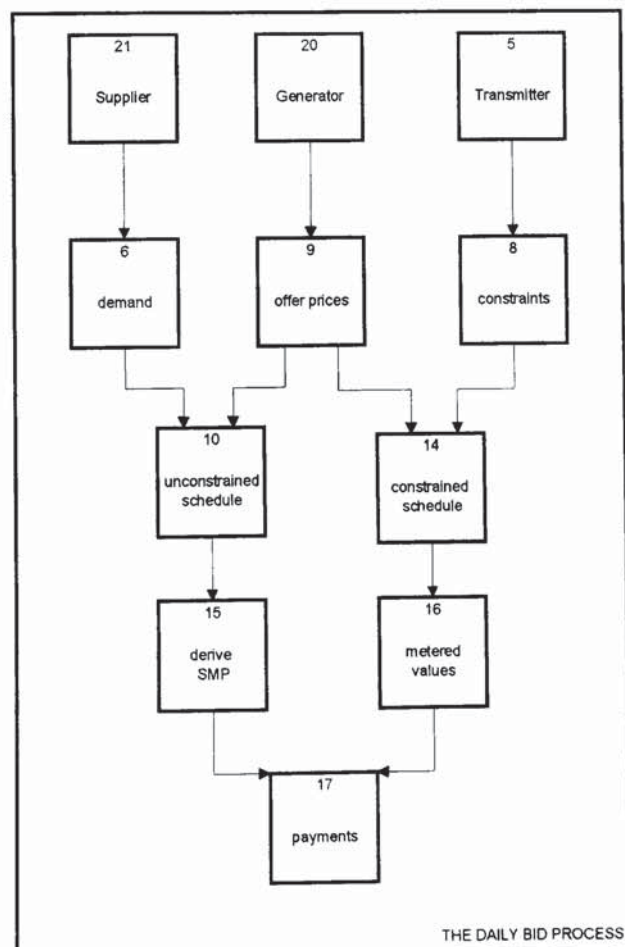 21
Supplier
20
Generator
5
Transmitter
6
demand
9
offer prices
8
constraints
10
unconstrained
schedule
14
constrained
schedule
15
derive
SMP
16
metered
values
17
payments
THE DAILY BID PROCESS